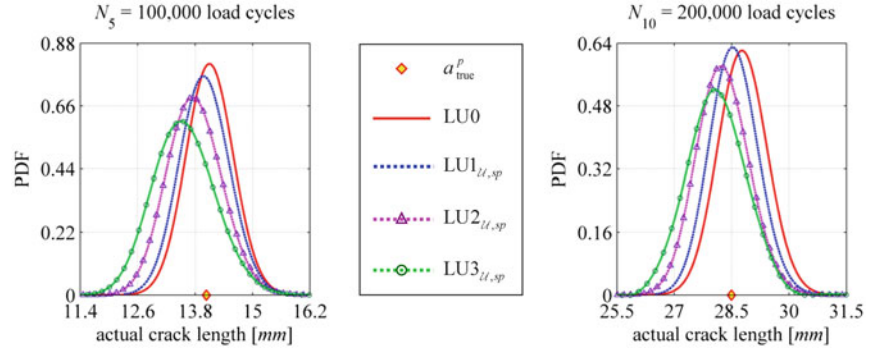 N₅ = 100,000 load cycles
0.88
0.66
0.44
0.22
0
PDF
11.4 12.6 13.8 15 16.2
actual crack length [mm]
aᵖtrue
LU0
LU1𝒰,sp
LU2𝒰,sp
LU3𝒰,sp
N₁₀ = 200,000 load cycles
0.64
0.48
0.32
0.16
0
PDF
25.5 27 28.5 30 31.5
actual crack length [mm]